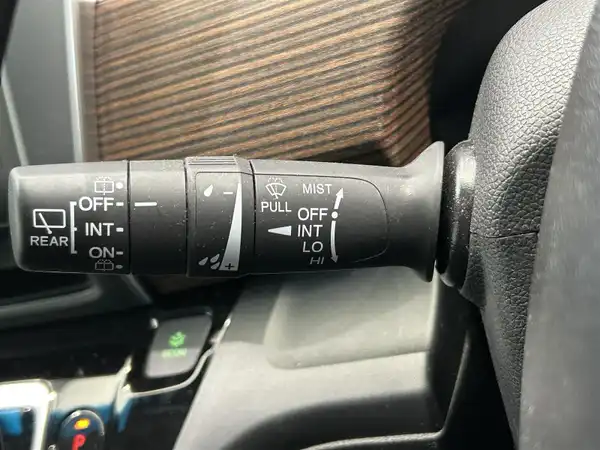 OFF
INT
REAR
ON
-
+
PULL
MIST
OFF
INT
LO
HI
P